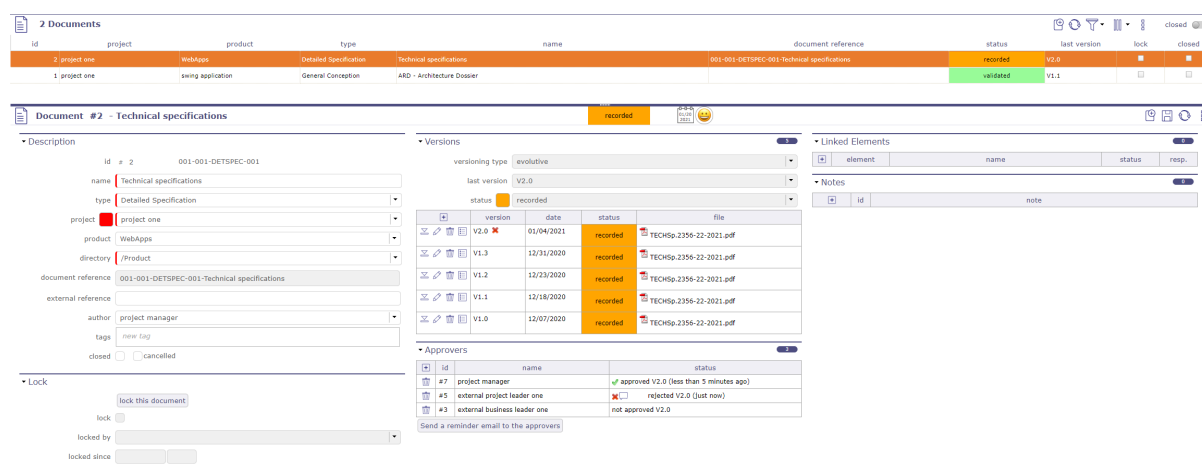 2 Documents
closed
id project product type name document reference status last version lock closed
2 project one WebApps Detailed Specification Technical specifications 001-001-DETSPEC-001-Technical specifications recorded V2.0
1 project one swing application General Conception ARD - Architecture Dossier validated V1.1
Document #2 - Technical specifications
recorded
01/20
2021
Description
id # 2 001-001-DETSPEC-001
name Technical specifications
type Detailed Specification
project project one
product WebApps
directory /Product
document reference 001-001-DETSPEC-001-Technical specifications
external reference
author project manager
tags new tag
closed cancelled
Lock
lock this document
lock
locked by
locked since
Versions 5
versioning type evolutive
last version V2.0
status recorded
version date status file
V2.0 01/04/2021 recorded TECHSp.2356-22-2021.pdf
V1.3 12/31/2020 recorded TECHSp.2356-22-2021.pdf
V1.2 12/23/2020 recorded TECHSp.2356-22-2021.pdf
V1.1 12/18/2020 recorded TECHSp.2356-22-2021.pdf
V1.0 12/07/2020 recorded TECHSp.2356-22-2021.pdf
Approvers 3
id name status
#7 project manager approved V2.0 (less than 5 minutes ago)
#5 external project leader one rejected V2.0 (just now)
#3 external business leader one not approved V2.0
Send a reminder email to the approvers
Linked Elements 0
element name status resp.
Notes 0
id note